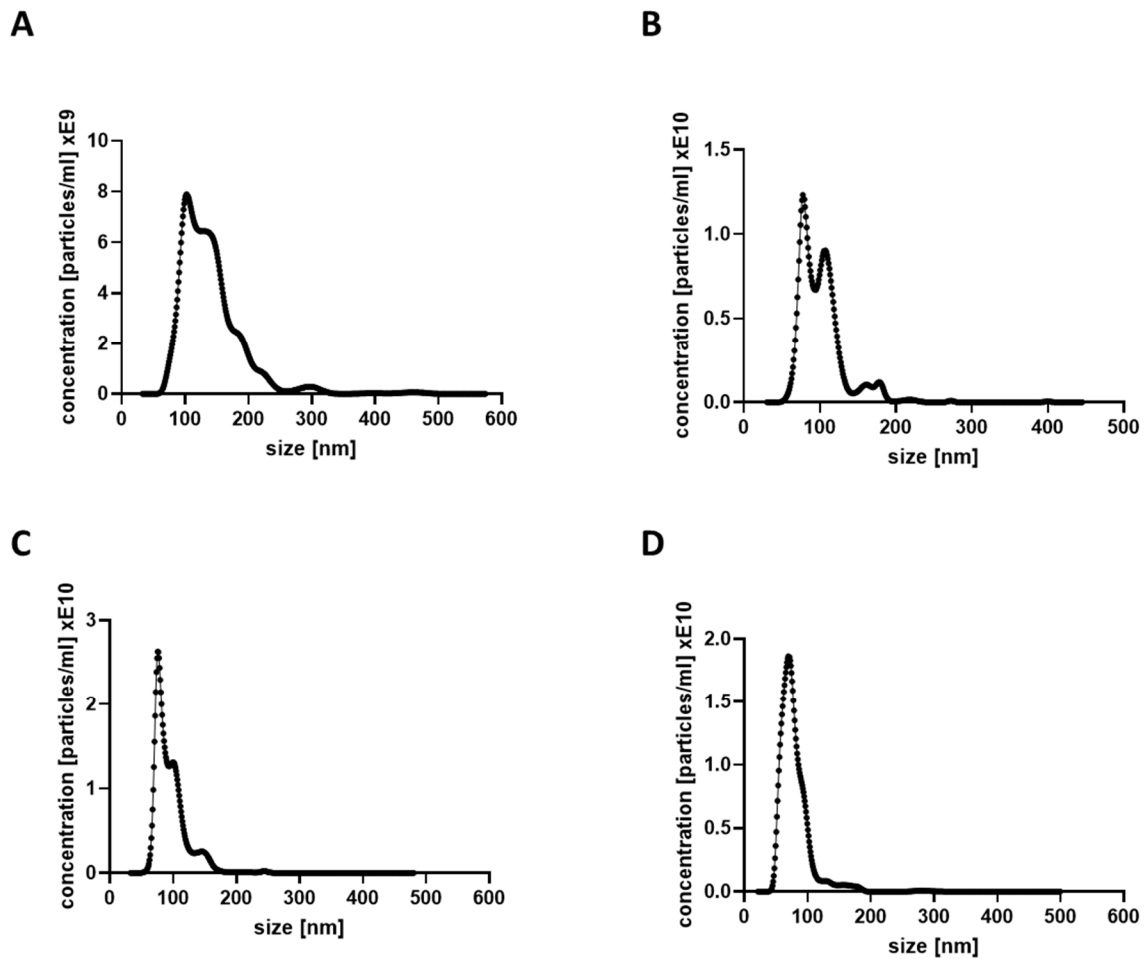 A
concentration [particles/ml] xE9
10
8
6
4
2
0
0 100 200 300 400 500 600
size [nm]
B
concentration [particles/ml] xE10
1.5
1.0
0.5
0.0
0 100 200 300 400 500
size [nm]
C
concentration [particles/ml] xE10
3
2
1
0
0 100 200 300 400 500 600
size [nm]
D
concentration [particles/ml] xE10
2.0
1.5
1.0
0.5
0.0
0 100 200 300 400 500 600
size [nm]